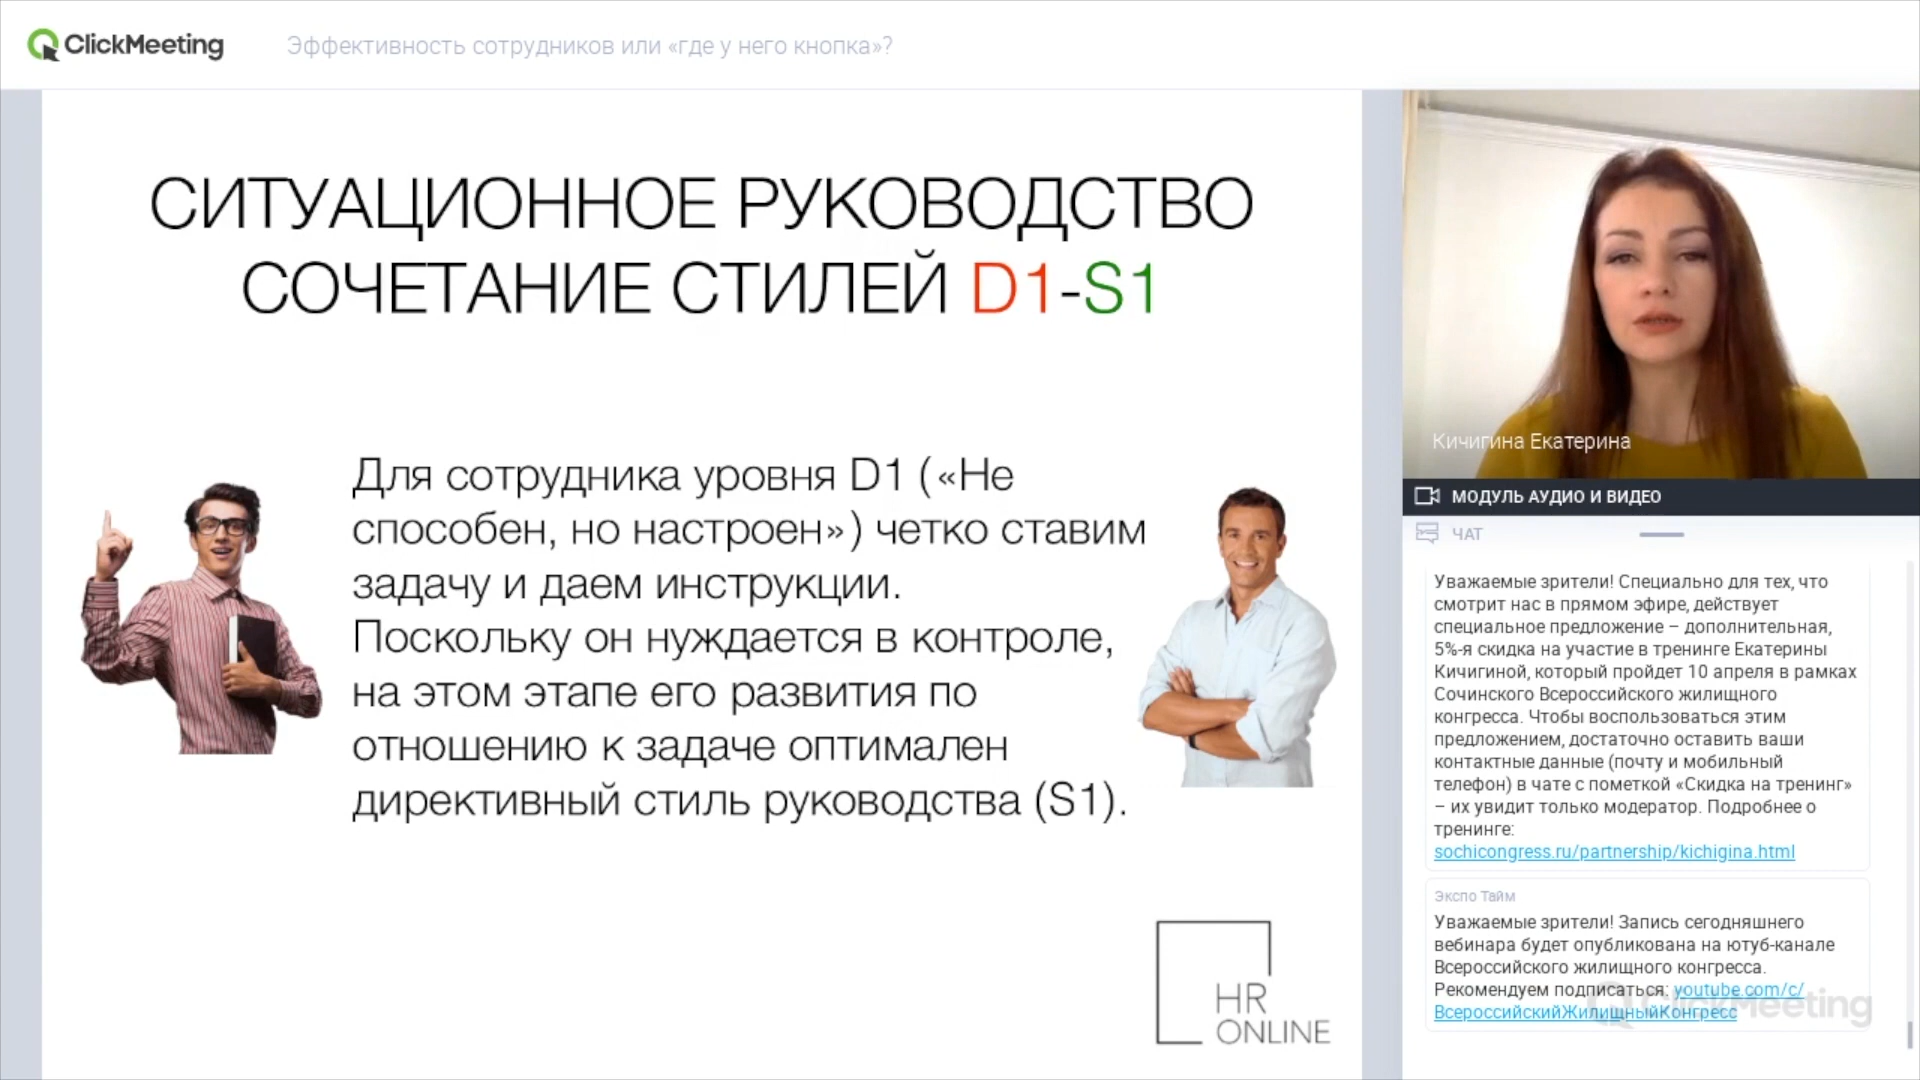 ClickMeeting
Эффективность сотрудников или «где у него кнопка»?
СИТУАЦИОННОЕ РУКОВОДСТВО
СОЧЕТАНИЕ СТИЛЕЙ D1-S1
Для сотрудника уровня D1 («Не
способен, но настроен») четко ставим
задачу и даем инструкции.
Поскольку он нуждается в контроле,
на этом этапе его развития по
отношению к задаче оптимален
директивный стиль руководства (S1).
HR
ONLINE
Кичигина Екатерина
МОДУЛЬ АУДИО И ВИДЕО
ЧАТ
Уважаемые зрители! Специально для тех, что
смотрит нас в прямом эфире, действует
специальное предложение – дополнительная,
5%-я скидка на участие в тренинге Екатерины
Кичигиной, который пройдет 10 апреля в рамках
Сочинского Всероссийского жилищного
конгресса. Чтобы воспользоваться этим
предложением, достаточно оставить ваши
контактные данные (почту и мобильный
телефон) в чате с пометкой «Скидка на тренинг»
– их увидит только модератор. Подробнее о
тренинге:
sochicongress.ru/partnership/kichigina.html
Экспо Тайм
Уважаемые зрители! Запись сегодняшнего
вебинара будет опубликована на ютуб-канале
Всероссийского жилищного конгресса.
Рекомендуем подписаться: youtube.com/c/
ВсероссийскийЖилищныйКонгресс
ClickMeeting